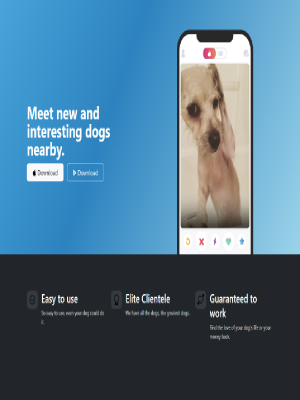 Meet new and
interesting dogs
nearby.
Download
Download
Easy to use
So easy to use, even your dog could do
it.
Elite Clientele
We have all the dogs, the greatest dogs.
Guaranteed to
work
Find the love of your dog's life or your
money back.